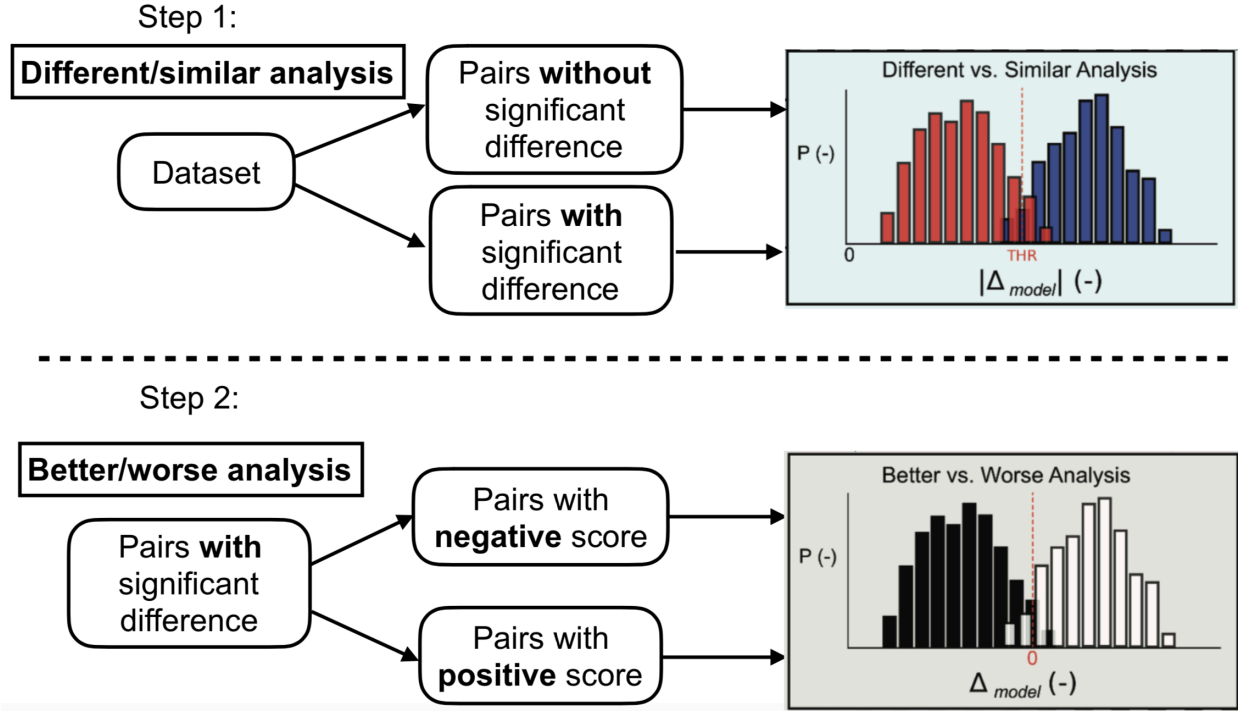 Step 1:
Different/similar analysis
Dataset
Pairs without
significant
difference
Pairs with
significant
difference
Different vs. Similar Analysis
P (-)
0
THR
|Δ model| (-)
Step 2:
Better/worse analysis
Pairs with
significant
difference
Pairs with
negative score
Pairs with
positive score
Better vs. Worse Analysis
P (-)
0
Δ model (-)